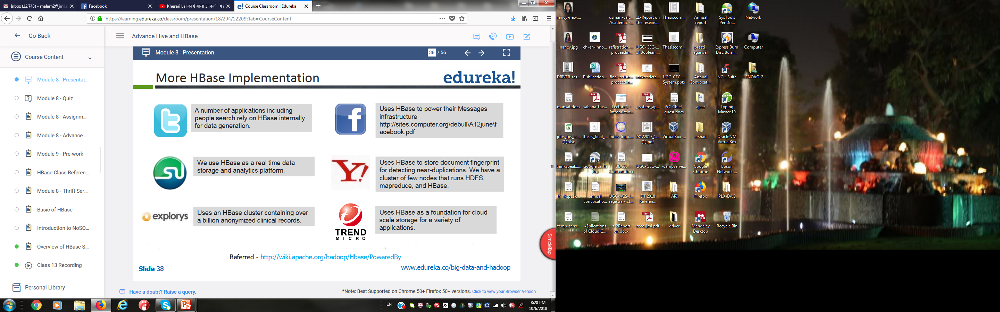 Inbox (12,748) - malam2@jmi.a
Facebook
Khesari Lal का ऐ गाना आपको
e! Course Classroom | Edureka
https://learning.edureka.co/classroom/presentation/18/294/12209?tab=CourseContent
Go Back
Advance Hive and HBase
24
Course Content
Module 8 - Presentation
38 / 56
Module 8 - Presentat...
Module 8 - Quiz
Module 8 - Assignm...
Module 8 - Advance ...
Module 9 - Pre-work
HBase Class Referen...
Module 8 - Thrift Ser...
Basic of HBase
Introduction to NoSQ...
Overview of HBase S...
Class 13 Recording
Personal Library
More HBase Implementation
edureka!
A number of applications including
people search rely on HBase internally
for data generation.
Uses HBase to power their Messages
infrastructure
http://sites.computer.org\debull\A12june\f
acebook.pdf
We use HBase as a real time data
storage and analytics platform.
Y!
Uses HBase to store document fingerprint
for detecting near-duplications. We have a
cluster of few nodes that runs HDFS,
mapreduce, and HBase.
explorys
Uses an HBase cluster containing over
a billion anonymized clinical records.
TREND
MICRO
Uses HBase as a foundation for cloud
scale storage for a variety of
applications.
Referred - http://wiki.apache.org/hadoop/Hbase/PoweredBy
Slide 38
www.edureka.co/big-data-and-hadoop
SimpleTap
Have a doubt? Raise a query.
*Note: Best Supported on Chrome 50+ Firefox 50+ versions. Click to view your Browser Version
nancy-new....
usman-calc...
Academic s...
z1-Report on
the researc...
Thesiscom...
Annual
report
SysTools
PenDri...
Network
nancy.jpg
ch-en-inno...
refistration-...
proceedin...
UGC-CEC-...
of Boolean....
Thesiscom...
preeti_
agarwal
Express Burn
Disc Burni...
Computer
DRIVER-res...
Publication...
final-refistr...
proceedin...
maxresdefa...
UGC-CEC-...
System.pptx
Annual
Convocati...
NCH Suite
LENOVO-2
mansaf.docx
sahana-the...
Lecture 1 -
Introductio...
_system_ap...
VC Chief
guest.docx
ajeez
Typing
Master 10
jobs_rps_sc...
(1).xlsx
thesis_final_...
bdcis-logo....
28122017_1...
(1).pdf
VirtualBox-...
arshad
Oracle VM
VirtualBox
thinkspeak1...
Google Earth
Pro
BDCSI
Content.docx
UGC-CEC-...
wampserve...
Google
Chrome
Boson
Network ...
thinkspeak...
annual
convocatio...
UGC-ACS-J...
registrar-ict...
DT 2018
Referen...
API
Firefox
PLX-DAQ
temp_sens...
~$plications
of Cloud C...
z-2Report
on.docx
reco_jmi.pdf
driver
Mendeley
Desktop
Recycle Bin
EN
8:20 PM
10/6/2018